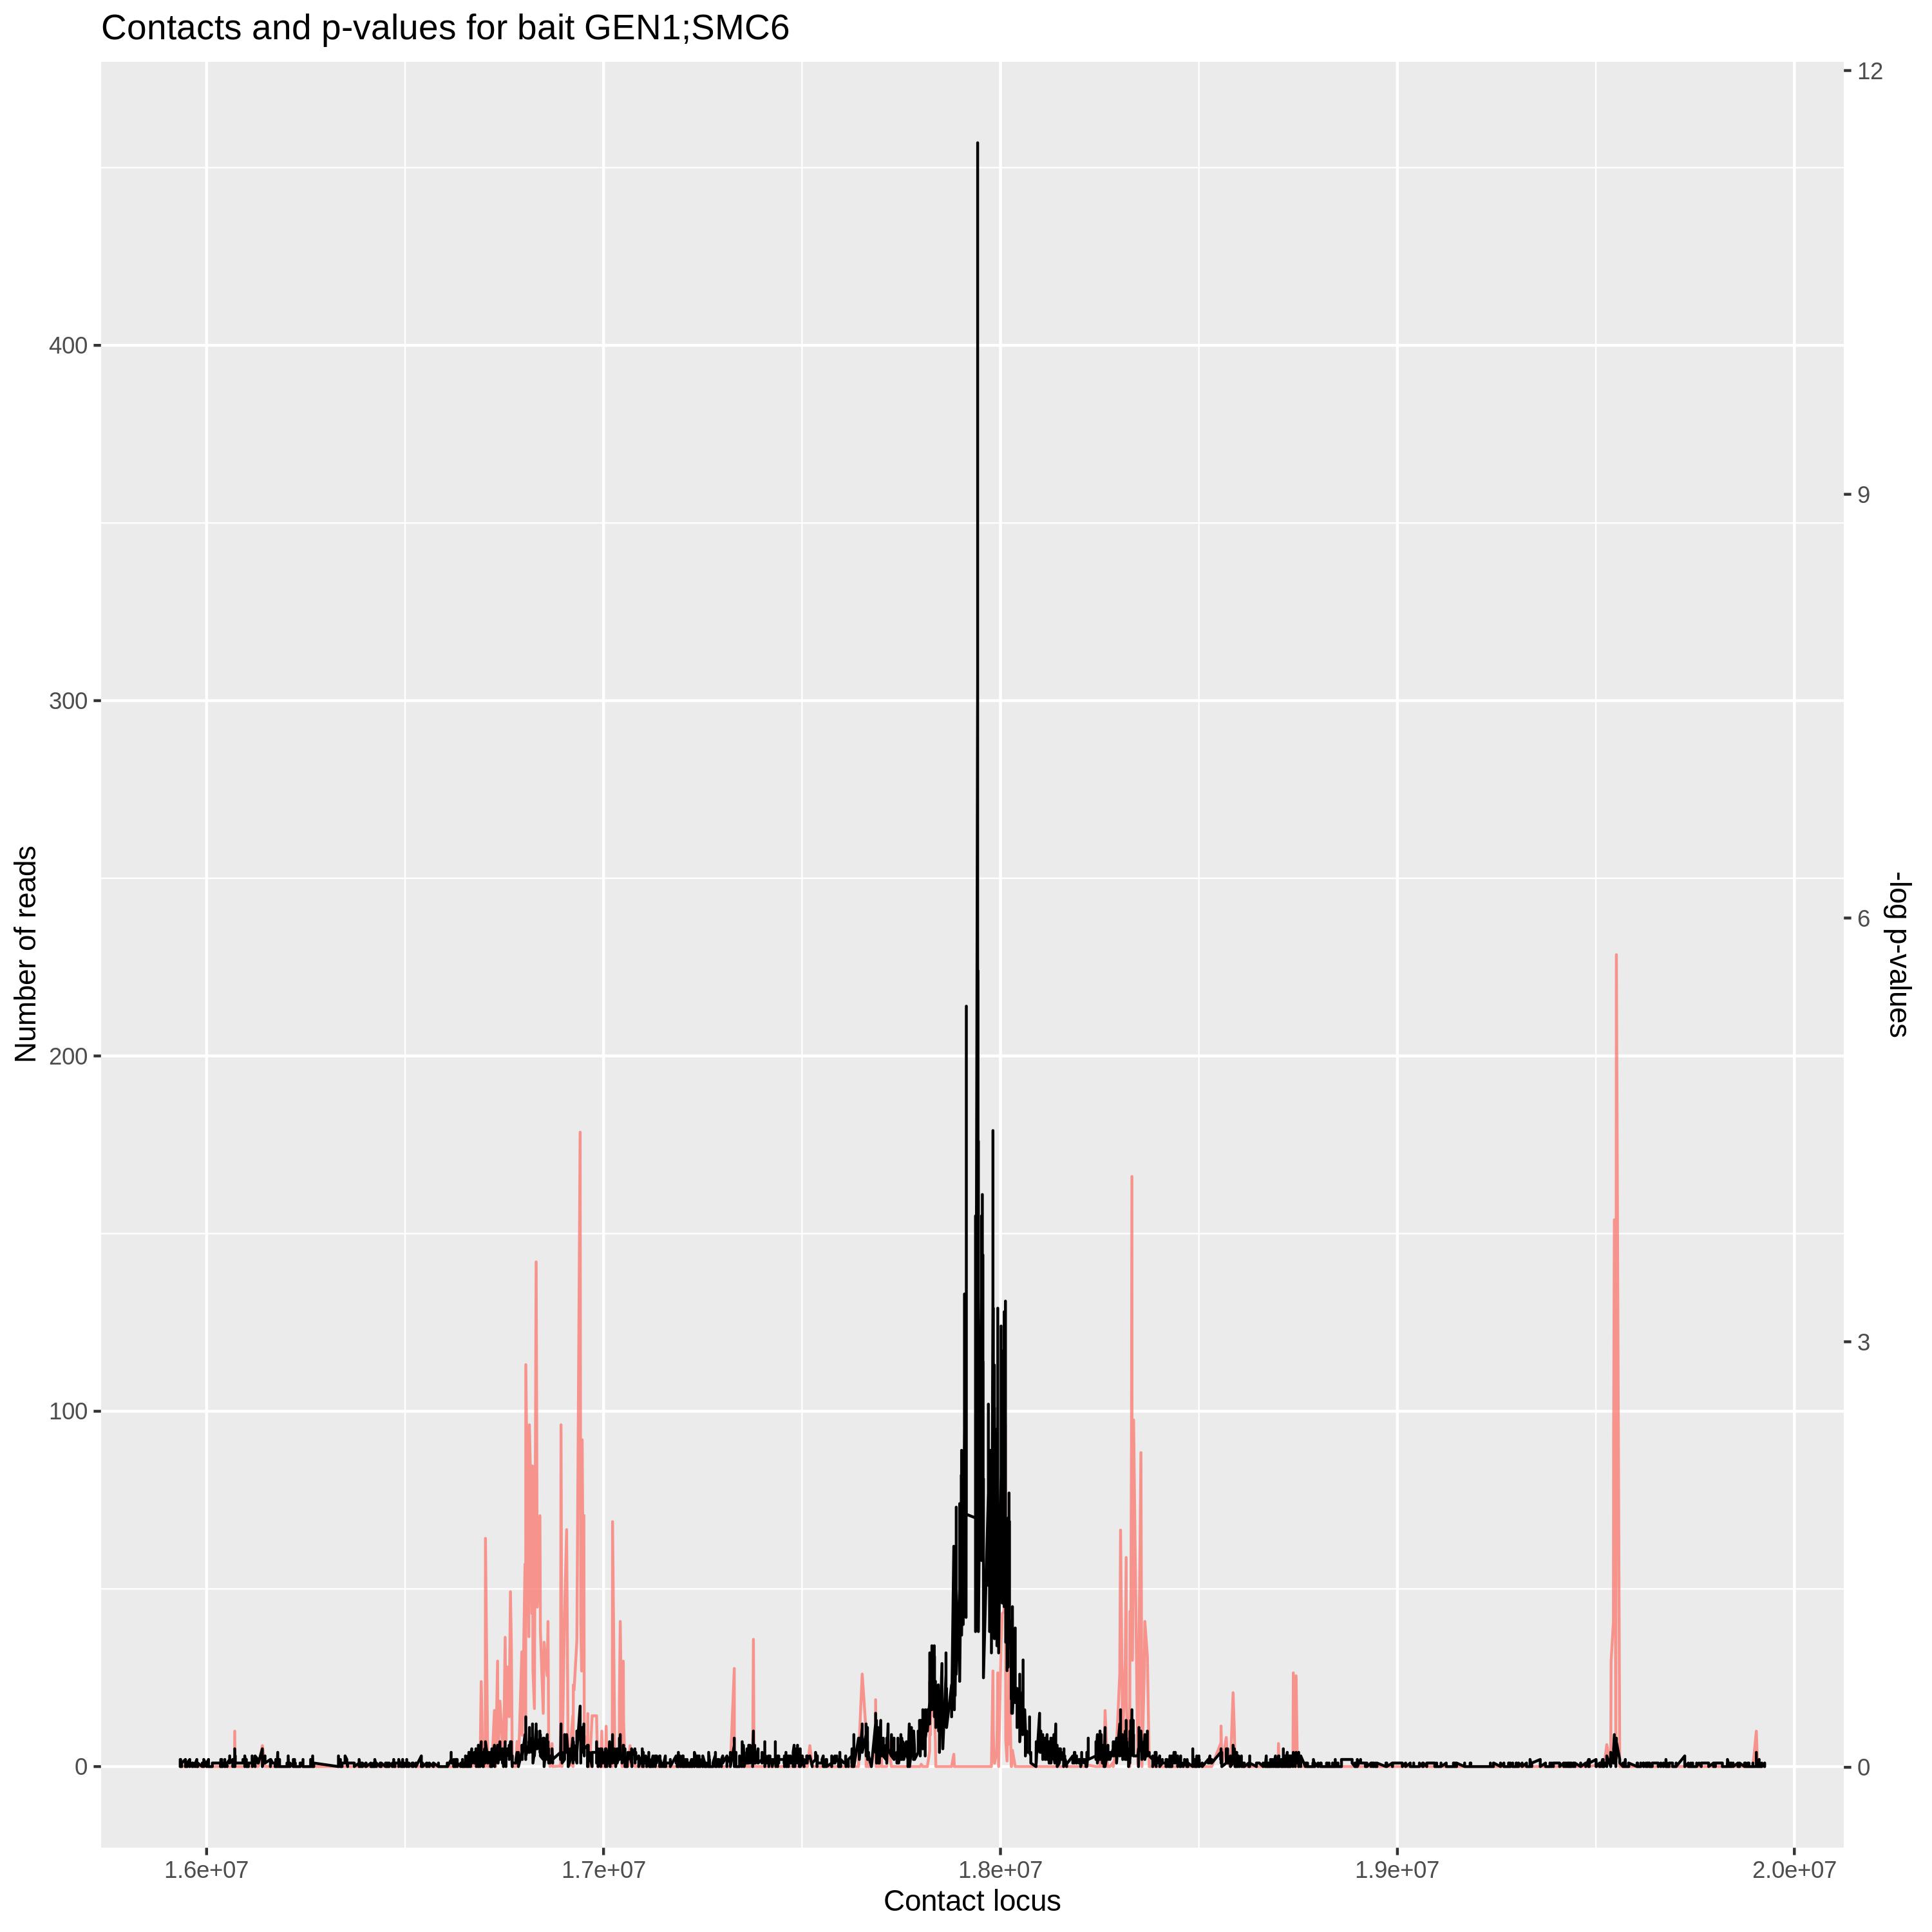 Contacts and p-values for bait GEN1;SMC6
12
9
6
3
0
400
300
200
100
0
Number of reads
-log p-values
1.6e+07
1.7e+07
1.8e+07
1.9e+07
2.0e+07
Contact locus